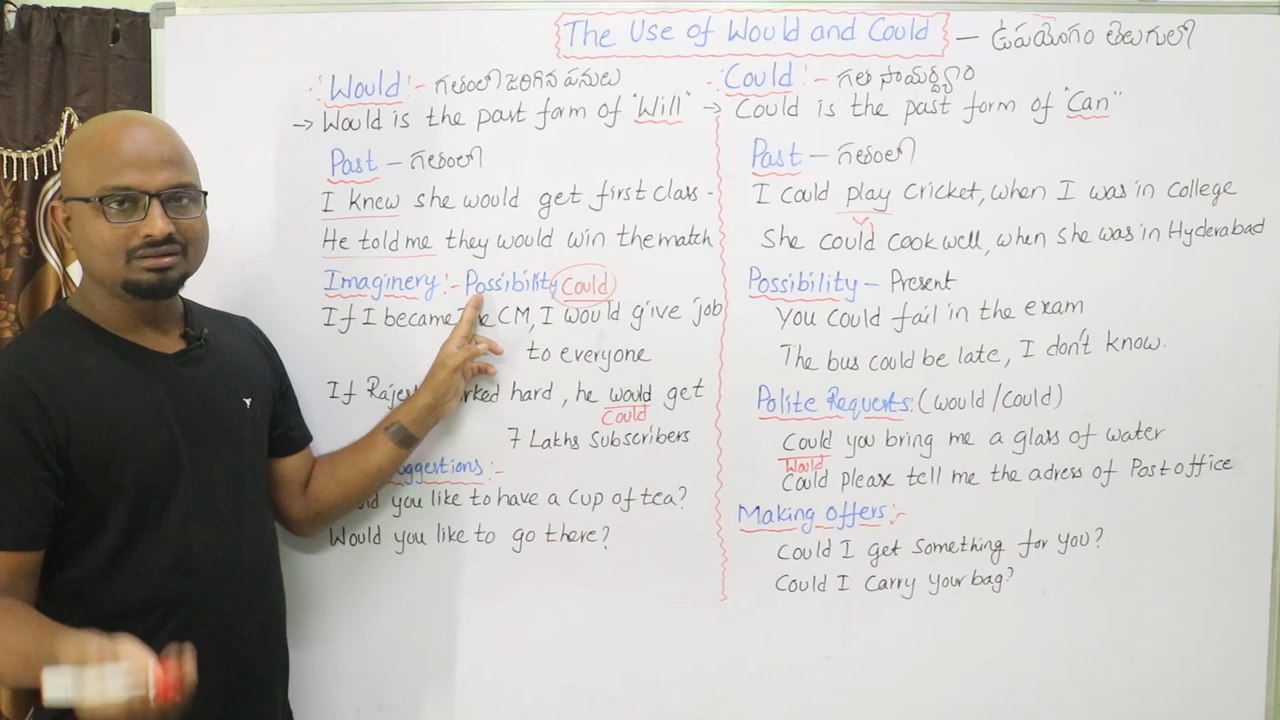 The Use of Would and Could — ఉపయోగం తెలుగులో
Would :- గతంలో జరిగిన పనులు
→ Would is the past form of "Will"
Past - గతంలో
I knew she would get first class -
He told me they would win the match
Imaginery :- Possibility Could
If I became CM, I would give job
to everyone
If hard, he would get
Could
7 Lakhs Subscribers
you like to have a cup of tea?
Would you like to go there?
Could :- గత సామర్థ్యం
→ Could is the past form of "Can"
Past - గతంలో
I could play Cricket, when I was in College
She could cook well, when she was in Hyderabad
Possibility - Present
You could fail in the exam
The bus could be late, I don't know.
Polite Requests: (would/could)
Could you bring me a glass of water
Would
Could please tell me the adress of Post office
Making offers :-
Could I get Something for you?
Could I Carry your bag?